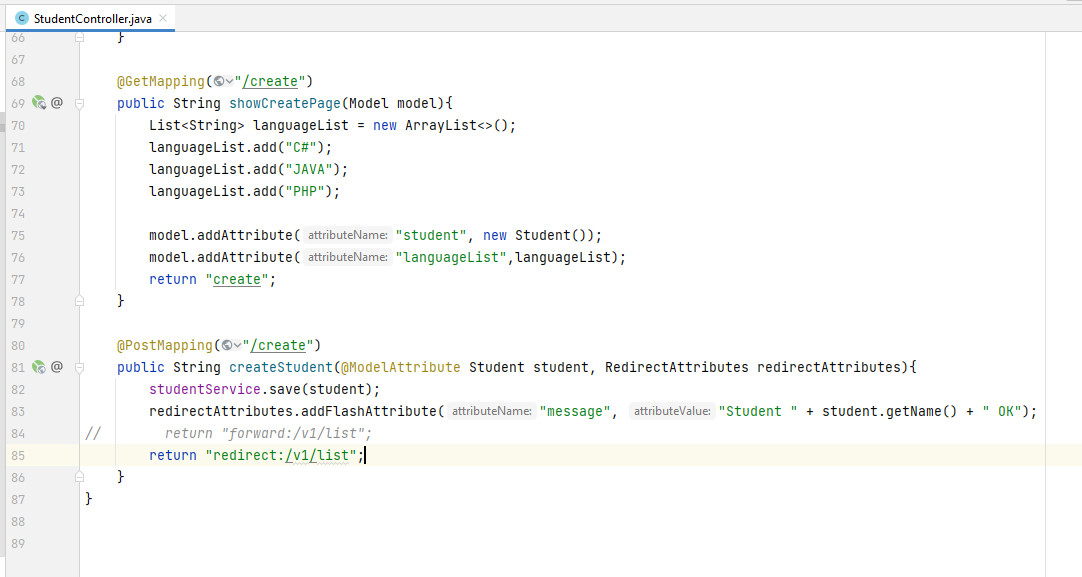 StudentController.java
66 }
67
68 @GetMapping("/create")
69 @ public String showCreatePage(Model model){
70 List<String> languageList = new ArrayList<>();
71 languageList.add("C#");
72 languageList.add("JAVA");
73 languageList.add("PHP");
74
75 model.addAttribute( attributeName: "student", new Student());
76 model.addAttribute( attributeName: "languageList",languageList);
77 return "create";
78 }
79
80 @PostMapping("/create")
81 @ public String createStudent(@ModelAttribute Student student, RedirectAttributes redirectAttributes){
82 studentService.save(student);
83 redirectAttributes.addFlashAttribute( attributeName: "message", attributeValue: "Student " + student.getName() + " OK");
84 // return "forward:/v1/list";
85 return "redirect:/v1/list";
86 }
87 }
88
89